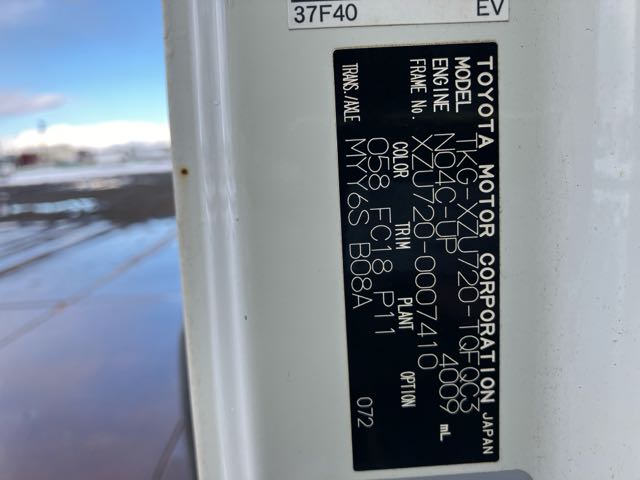 37F40 EV
TOYOTA MOTOR CORPORATION JAPAN
MODEL TKG-XZU720-TQFQC3
ENGINE N04C-UP 4009 mL
FRAME No. XZU720-0007410
COLOR TRIM PLANT OPTION
058 FC18 P11 072
TRANS./AXLE MYY6S B08A